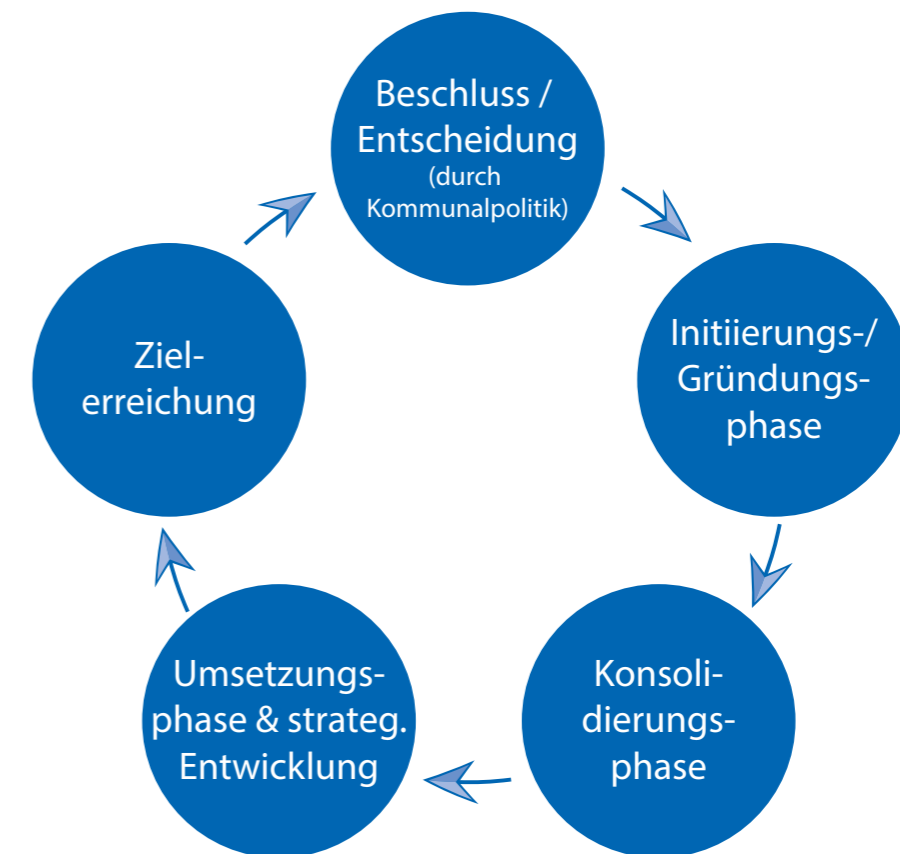 Beschluss /
Entscheidung
(durch
Kommunalpolitik)
Initiierungs-/
Gründungs-
phase
Konsoli-
dierungs-
phase
Umsetzungs-
phase & strateg.
Entwicklung
Ziel-
erreichung